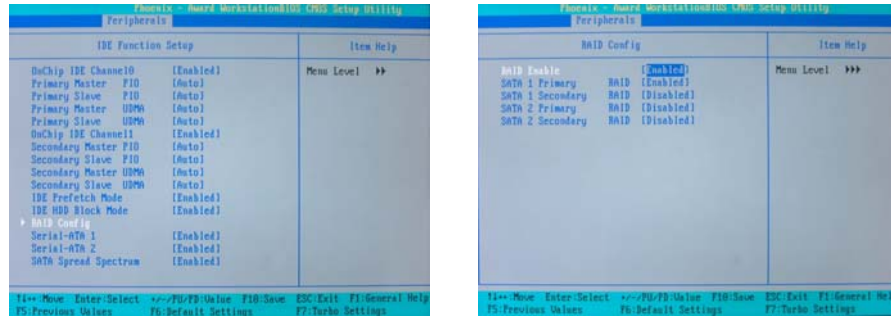 Phoenix - Award WorkstationBIOS CMOS Setup Utility
Peripherals
IDE Function Setup
Item Help
OnChip IDE Channel0 [Enabled]
Primary Master PIO [Auto]
Primary Slave PIO [Auto]
Primary Master UDMA [Auto]
Primary Slave UDMA [Auto]
OnChip IDE Channel1 [Enabled]
Secondary Master PIO [Auto]
Secondary Slave PIO [Auto]
Secondary Master UDMA [Auto]
Secondary Slave UDMA [Auto]
IDE Prefetch Mode [Enabled]
IDE HDD Block Mode [Enabled]
RAID Config
Serial-ATA 1 [Enabled]
Serial-ATA 2 [Enabled]
SATA Spread Spectrum [Enabled]
Menu Level ▸▸
↑↓→←:Move Enter:Select +/-/PU/PD:Value F10:Save ESC:Exit F1:General Help
F5:Previous Values F6:Default Settings F7:Turbo Settings
Phoenix - Award WorkstationBIOS CMOS Setup Utility
Peripherals
RAID Config
Item Help
RAID Enable [Enabled]
SATA 1 Primary RAID [Enabled]
SATA 1 Secondary RAID [Disabled]
SATA 2 Primary RAID [Disabled]
SATA 2 Secondary RAID [Disabled]
Menu Level ▸▸▸
↑↓→←:Move Enter:Select +/-/PU/PD:Value F10:Save ESC:Exit F1:General Help
F5:Previous Values F6:Default Settings F7:Turbo Settings